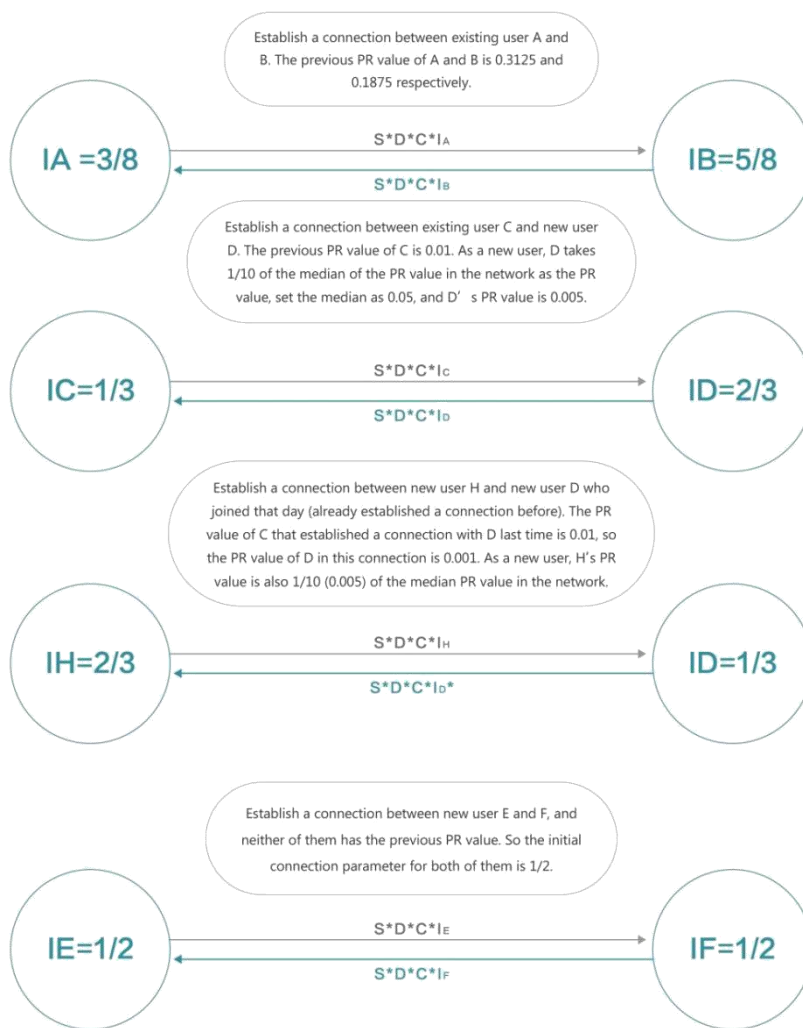 Establish a connection between existing user A and
B. The previous PR value of A and B is 0.3125 and
0.1875 respectively.
IA =3/8
S*D*C*IA
IB=5/8
S*D*C*IB
Establish a connection between existing user C and new user
D. The previous PR value of C is 0.01. As a new user, D takes
1/10 of the median of the PR value in the network as the PR
value, set the median as 0.05, and D’ s PR value is 0.005.
IC=1/3
S*D*C*IC
ID=2/3
S*D*C*ID
Establish a connection between new user H and new user D who
joined that day (already established a connection before). The PR
value of C that established a connection with D last time is 0.01, so
the PR value of D in this connection is 0.001. As a new user, H's PR
value is also 1/10 (0.005) of the median PR value in the network.
IH=2/3
S*D*C*IH
ID=1/3
S*D*C*ID*
Establish a connection between new user E and F, and
neither of them has the previous PR value. So the initial
connection parameter for both of them is 1/2.
IE=1/2
S*D*C*IE
IF=1/2
S*D*C*IF